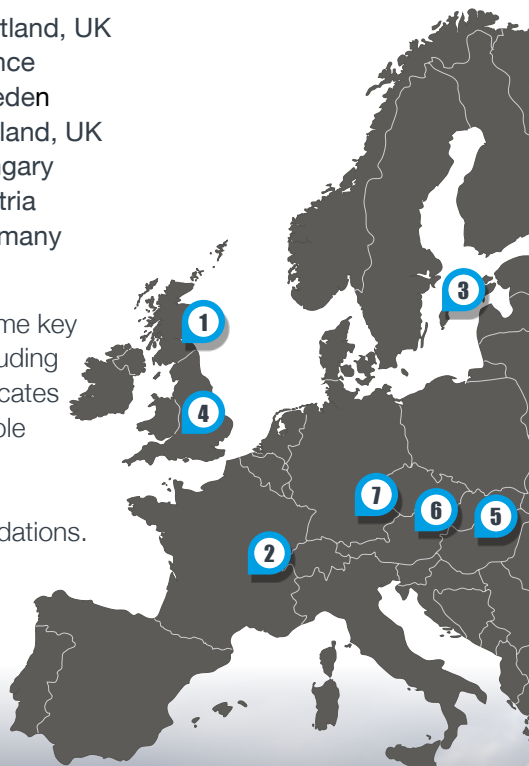 tland, UK
nce
eden
land, UK
gary
tria
many
me key
uding
cates
ole
dations.
1
2
3
4
5
6
7